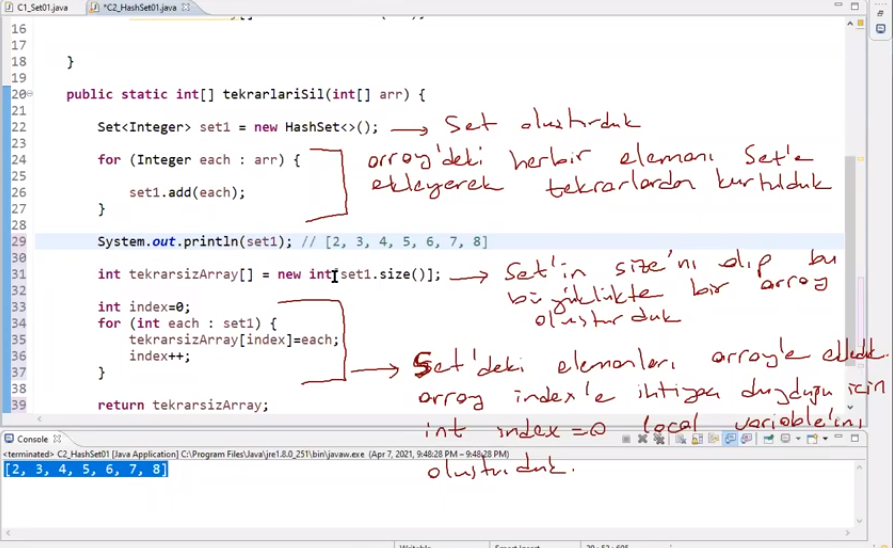 C1_Set01.java
*C2_HashSet01.java
16
17
18 }
19
20 public static int[] tekrarlariSil(int[] arr) {
21
22 Set<Integer> set1 = new HashSet<>(); → Set oluşturduk
23
24 for (Integer each : arr) { array'deki herbir elemanı Set'e
25 ekleyerek tekrarlardan kurtulduk
26 set1.add(each);
27 }
28
29 System.out.println(set1); // [2, 3, 4, 5, 6, 7, 8]
30
31 int tekrarsizArray[] = new int[set1.size()]; → Set'in size'nı alıp bu
32 büyüklükte bir array
33 int index=0; oluşturduk
34 for (int each : set1) {
35 tekrarsizArray[index]=each;
36 index++; Set'deki elemanları array'e ekledik
37 } → array index'e ihtiyaç duyduğu için
38 int index=0 local variable'ını
39 return tekrarsizArray; oluşturduk.
Console
<terminated> C2_HashSet01 [Java Application] C:\Program Files\Java\jre1.8.0_251\bin\javaw.exe (Apr 7, 2021, 9:48:28 PM – 9:48:28 PM)
[2, 3, 4, 5, 6, 7, 8]